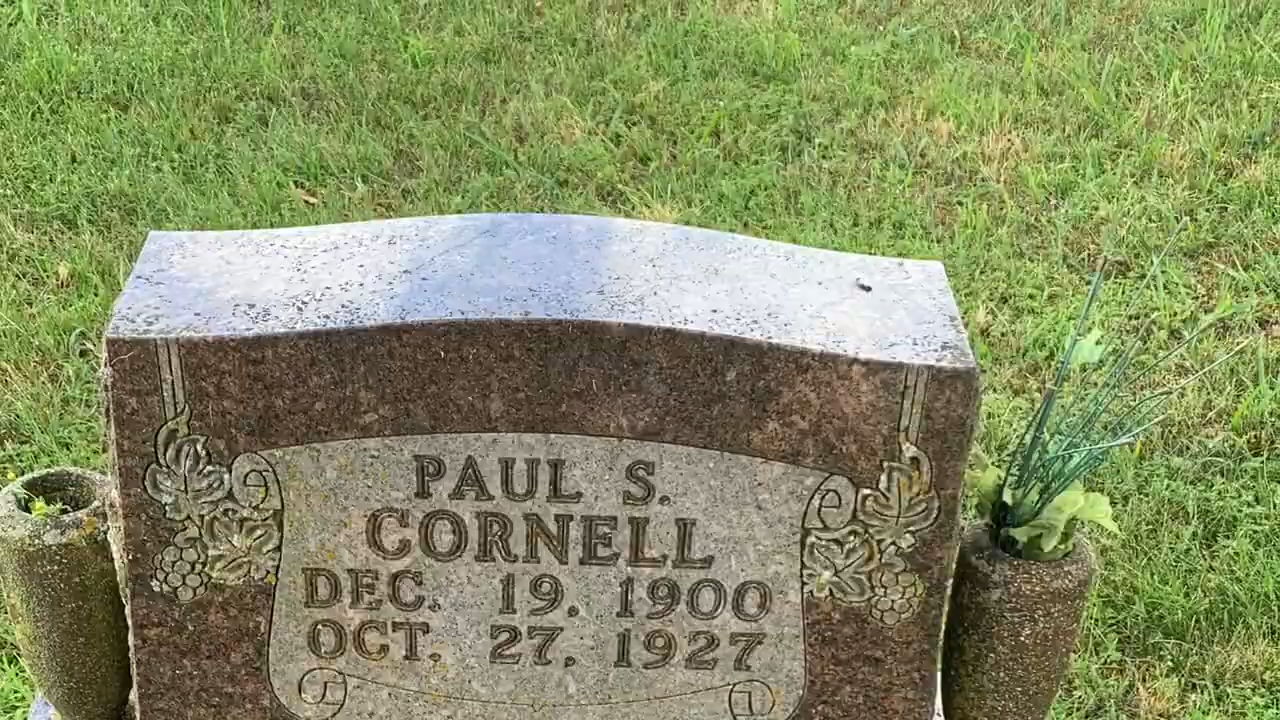 PAUL S.
CORNELL
DEC. 19. 1900
OCT. 27. 1927